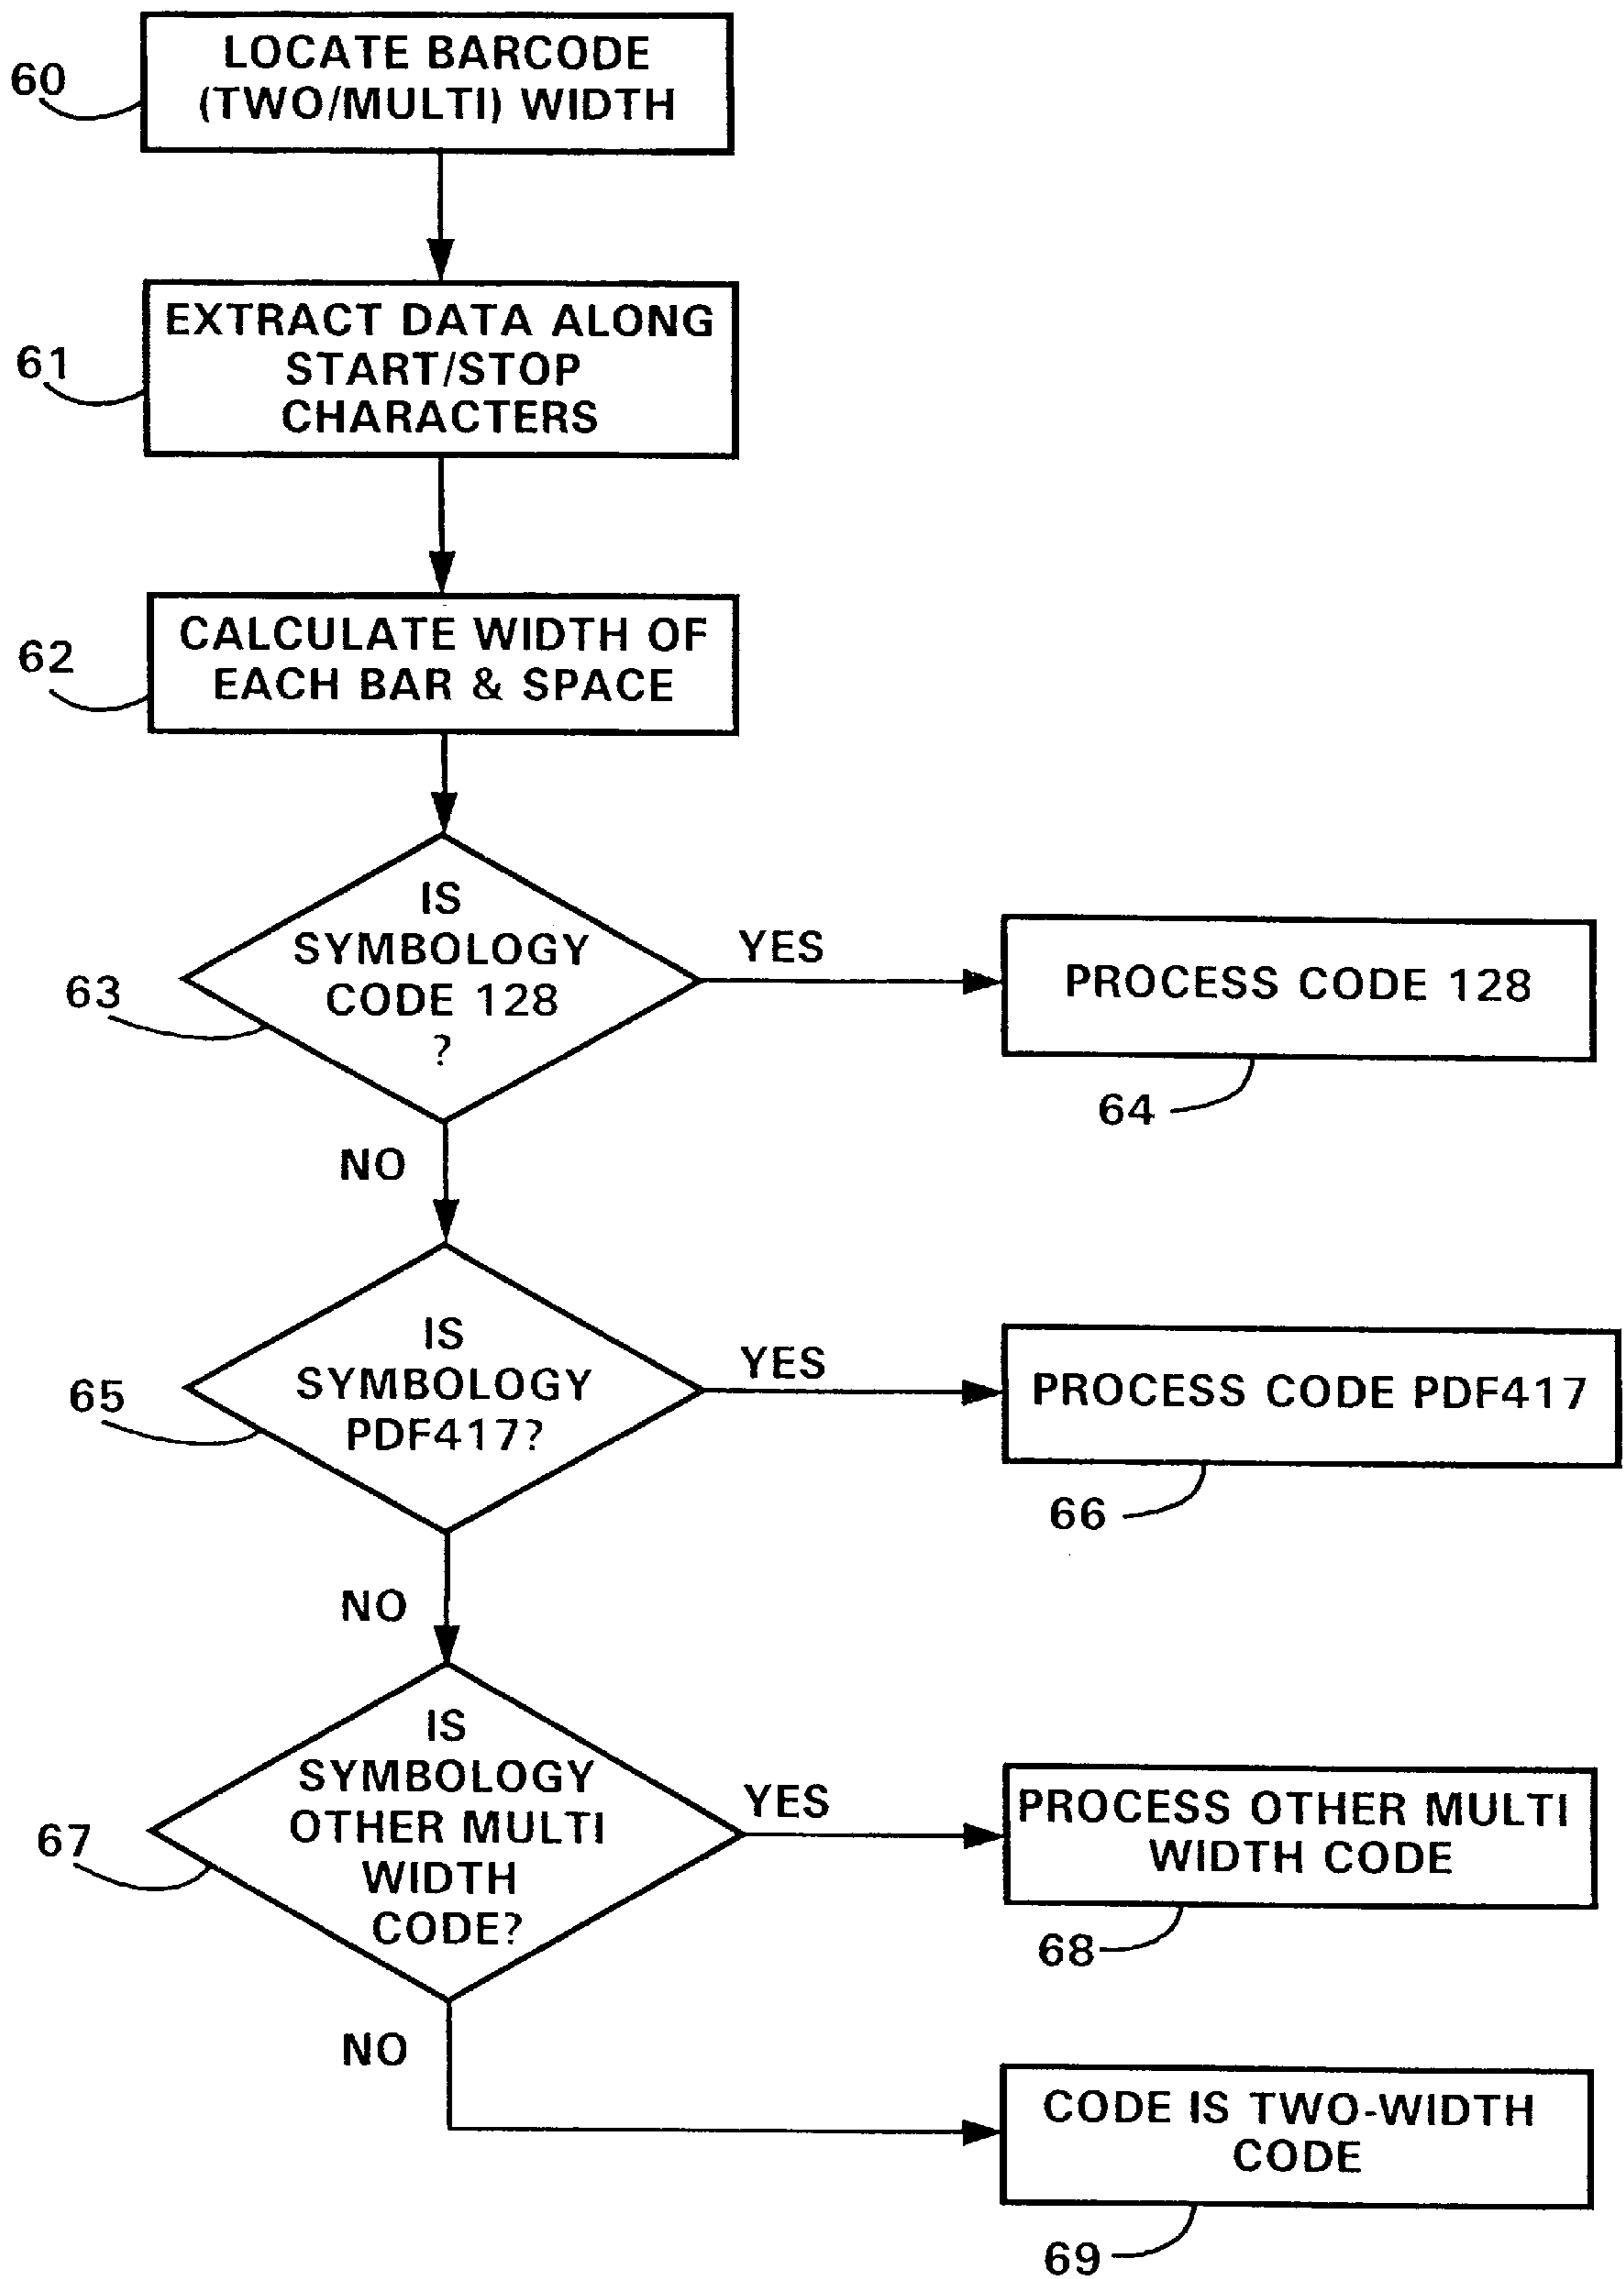 LOCATE BARCODE
(TWO/MULTI) WIDTH
60
EXTRACT DATA ALONG
START/STOP
CHARACTERS
61
CALCULATE WIDTH OF
EACH BAR & SPACE
62
IS
SYMBOLOGY
CODE 128
?
63
YES
PROCESS CODE 128
64
NO
IS
SYMBOLOGY
PDF417?
65
YES
PROCESS CODE PDF417
66
NO
IS
SYMBOLOGY
OTHER MULTI
WIDTH
CODE?
67
YES
PROCESS OTHER MULTI
WIDTH CODE
68
NO
CODE IS TWO-WIDTH
CODE
69